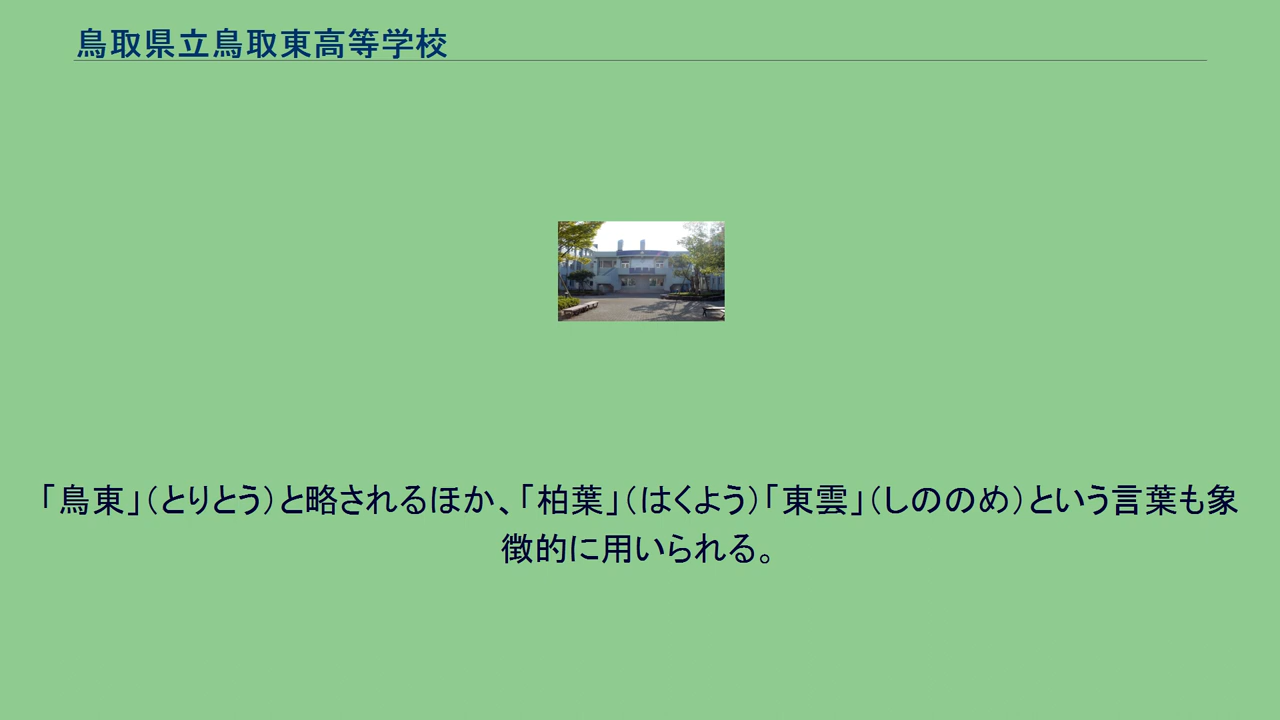 鳥取県立鳥取東高等学校
「鳥東」（とりとう）と略されるほか、「柏葉」（はくよう）「東雲」（しののめ）という言葉も象
徴的に用いられる。